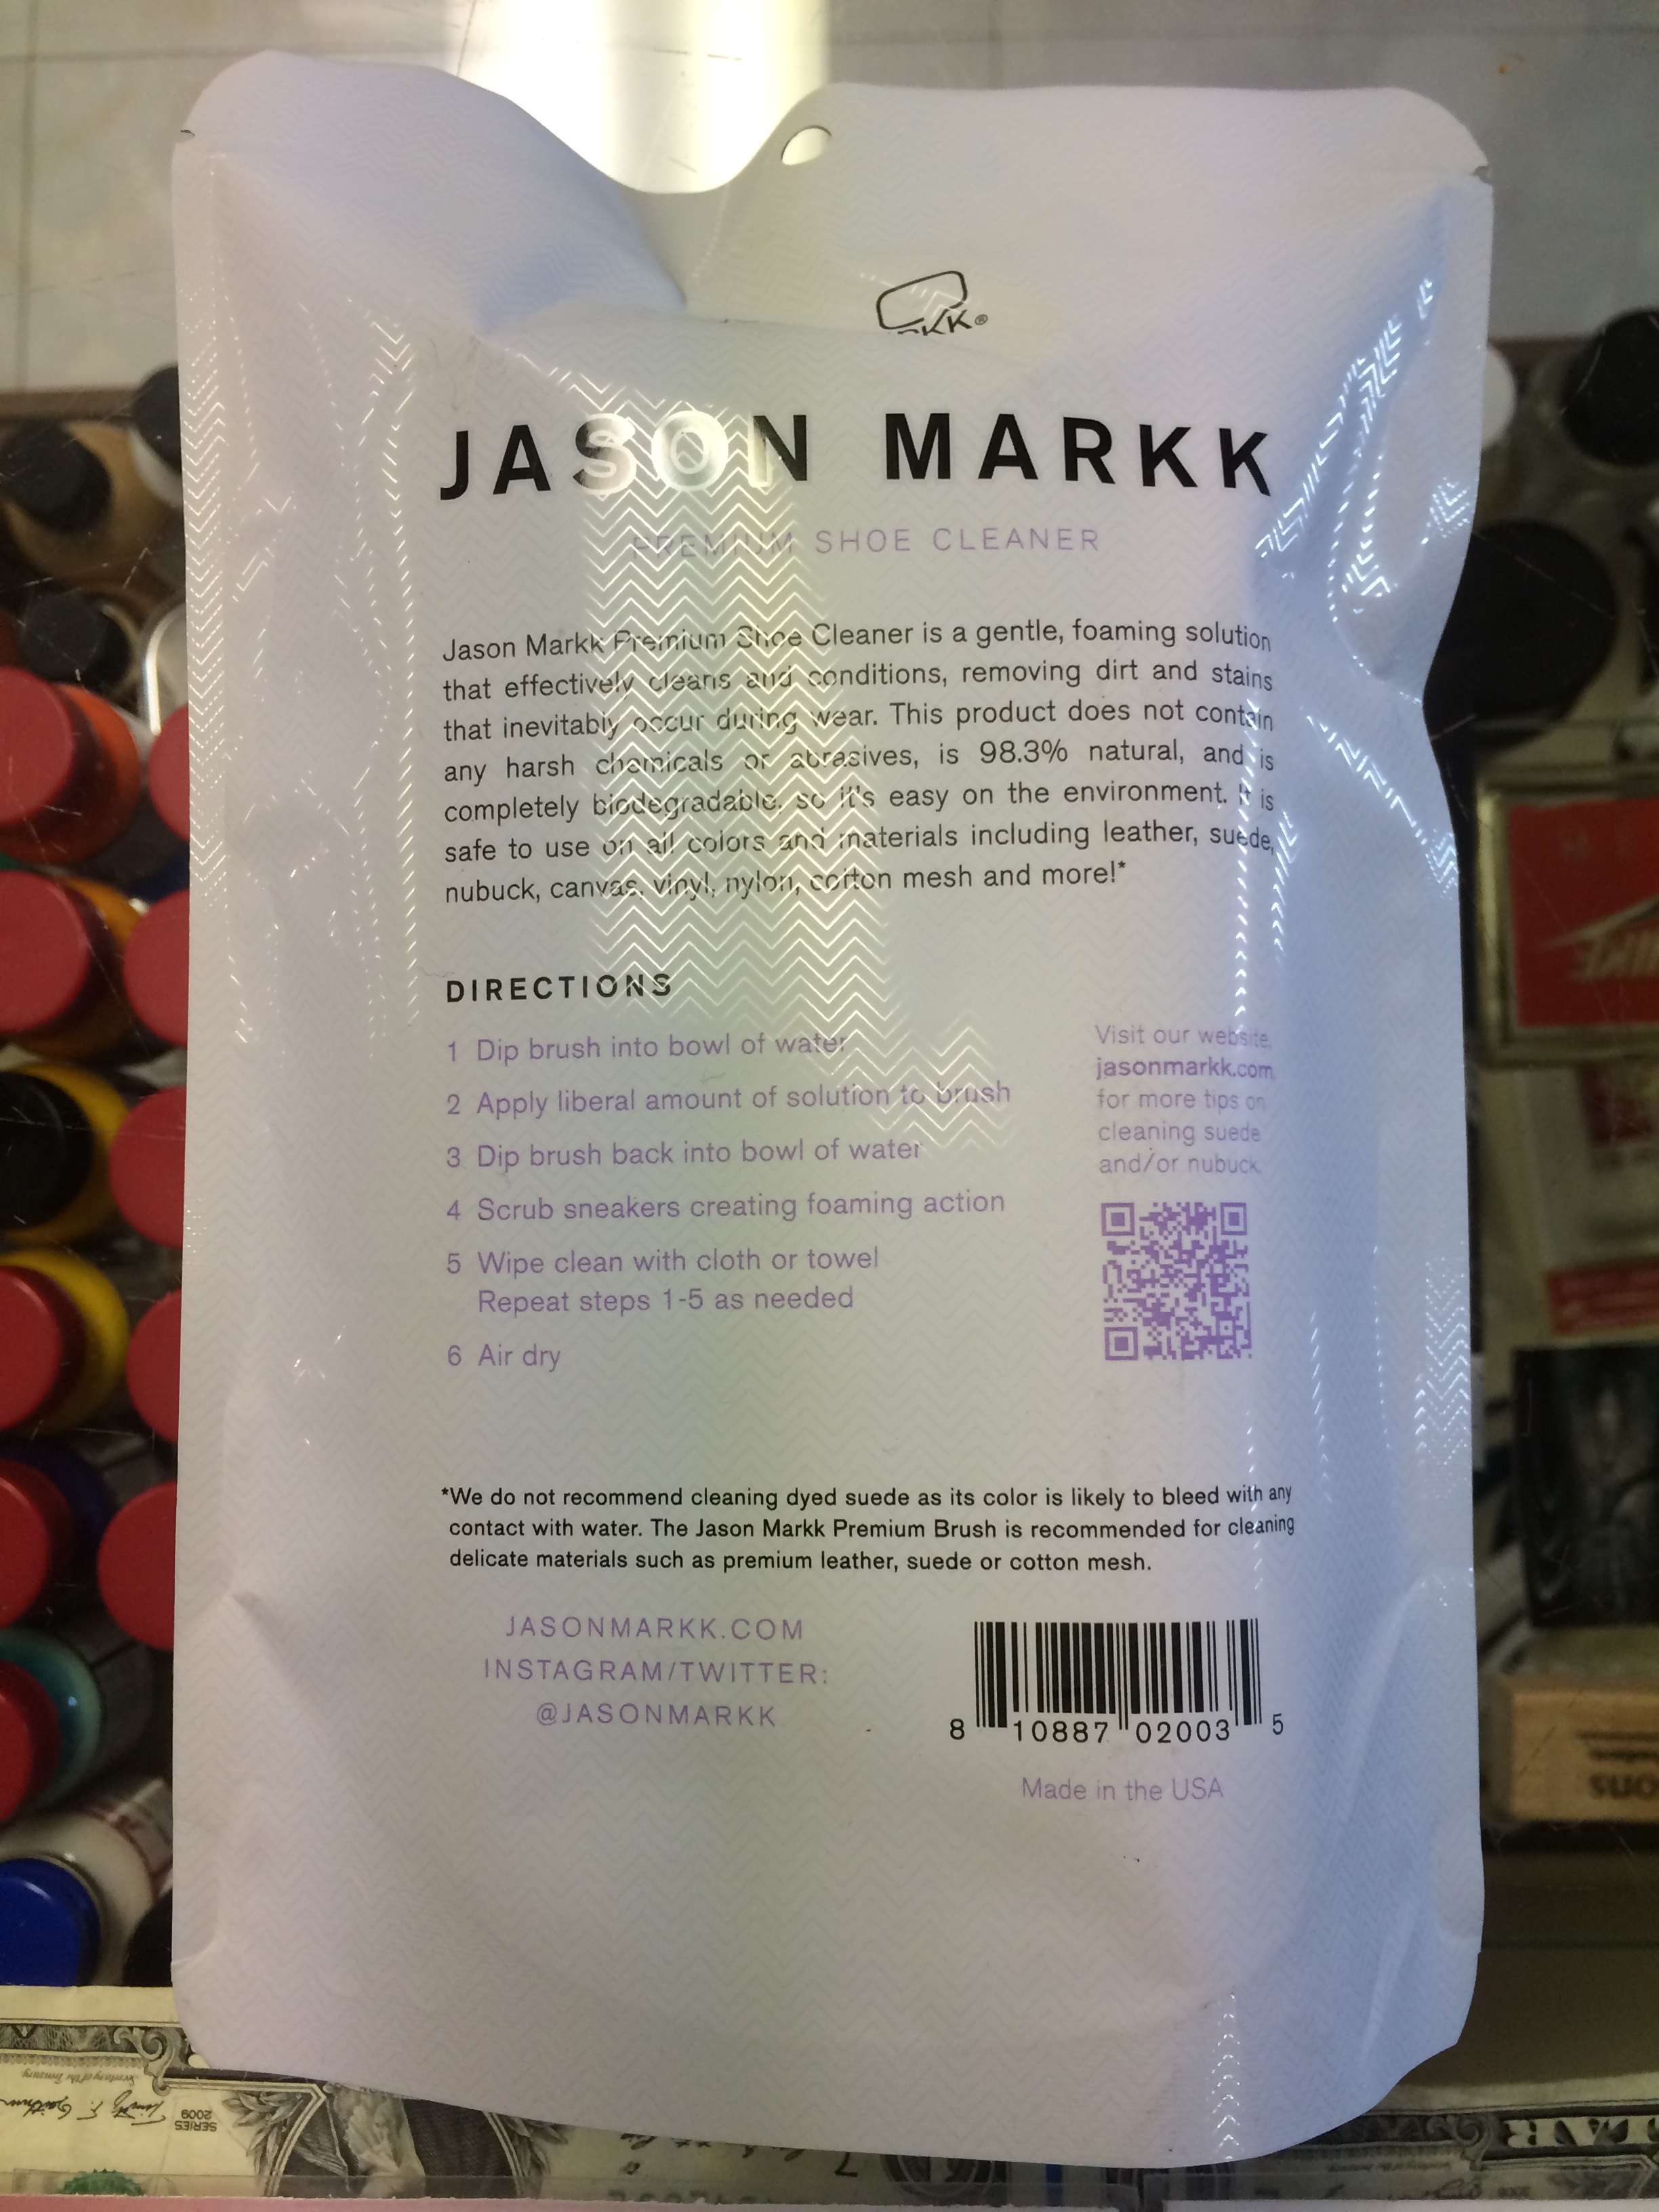 JASON MARKK
PREMIUM SHOE CLEANER
Jason Markk Premium Shoe Cleaner is a gentle, foaming solution
that effectively cleans and conditions, removing dirt and stains
that inevitably occur during wear. This product does not contain
any harsh chemicals or abrasives, is 98.3% natural, and is
completely biodegradable, so it's easy on the environment. It is
safe to use on all colors and materials including leather, suede,
nubuck, canvas, vinyl, nylon, cotton mesh and more!*
DIRECTIONS
1 Dip brush into bowl of water
2 Apply liberal amount of solution to brush
3 Dip brush back into bowl of water
4 Scrub sneakers creating foaming action
5 Wipe clean with cloth or towel
Repeat steps 1-5 as needed
6 Air dry
Visit our website
jasonmarkk.com
for more tips on
cleaning suede
and/or nubuck.
*We do not recommend cleaning dyed suede as its color is likely to bleed with any
contact with water. The Jason Markk Premium Brush is recommended for cleaning
delicate materials such as premium leather, suede or cotton mesh.
JASONMARKK.COM
INSTAGRAM/TWITTER:
@JASONMARKK
8 10887 02003 5
Made in the USA
NIKE
Secretary of the Treasury
SERIES
2009